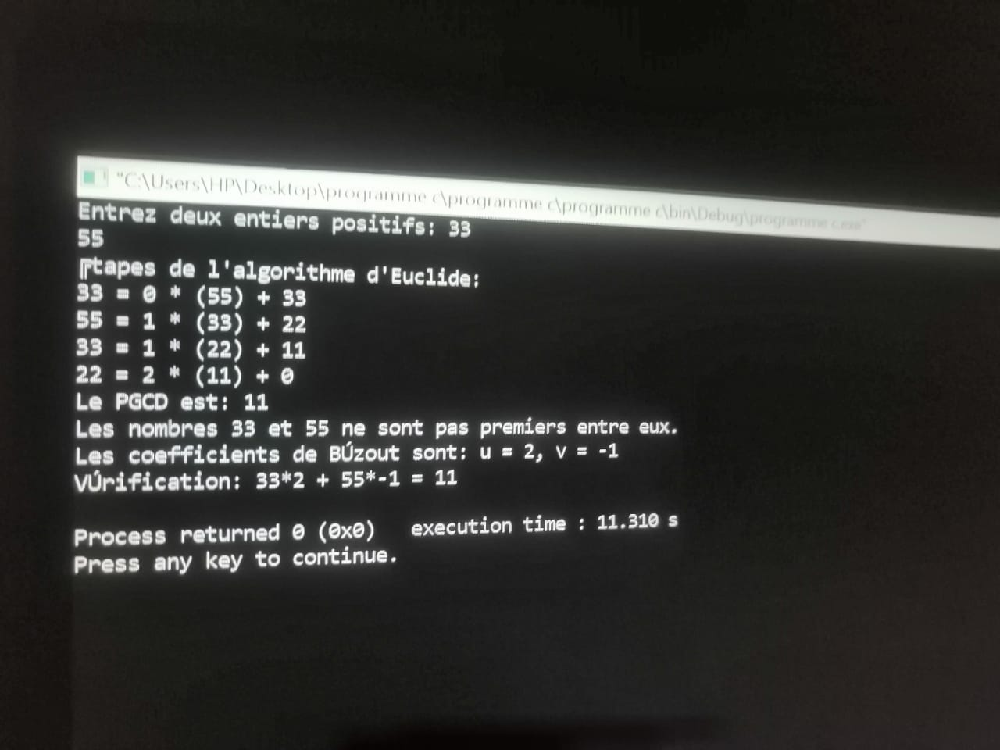 "C:\Users\HP\Desktop\programme c\programme c\programme c\bin\Debug\programme c.exe"
Entrez deux entiers positifs: 33
55
┌tapes de l'algorithme d'Euclide:
33 = 0 * (55) + 33
55 = 1 * (33) + 22
33 = 1 * (22) + 11
22 = 2 * (11) + 0
Le PGCD est: 11
Les nombres 33 et 55 ne sont pas premiers entre eux.
Les coefficients de BÚzout sont: u = 2, v = -1
VÚrification: 33*2 + 55*-1 = 11
Process returned 0 (0x0)   execution time : 11.310 s
Press any key to continue.